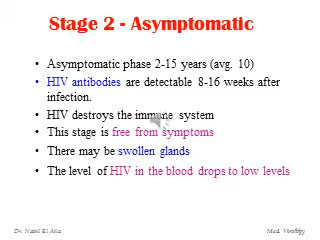 Stage 2 - Asymptomatic
• Asymptomatic phase 2-15 years (avg. 10)
• HIV antibodies are detectable 8-16 weeks after
infection.
• HIV destroys the immune system
• This stage is free from symptoms
• There may be swollen glands
• The level of HIV in the blood drops to low levels
Dr. Nabil El Aila
Med. Virology